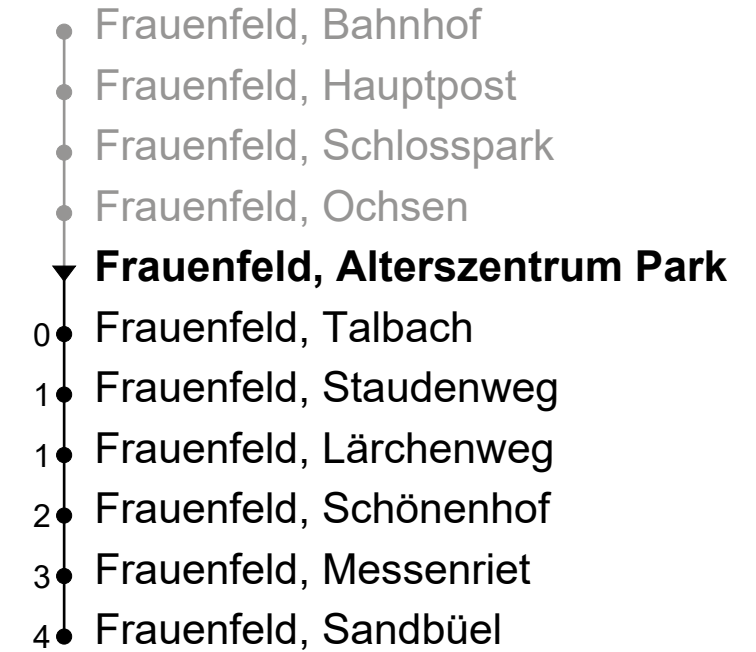 Frauenfeld, Bahnhof
Frauenfeld, Hauptpost
Frauenfeld, Schlosspark
Frauenfeld, Ochsen
Frauenfeld, Alterszentrum Park
0 Frauenfeld, Talbach
1 Frauenfeld, Staudenweg
1 Frauenfeld, Lärchenweg
2 Frauenfeld, Schönenhof
3 Frauenfeld, Messenriet
4 Frauenfeld, Sandbüel